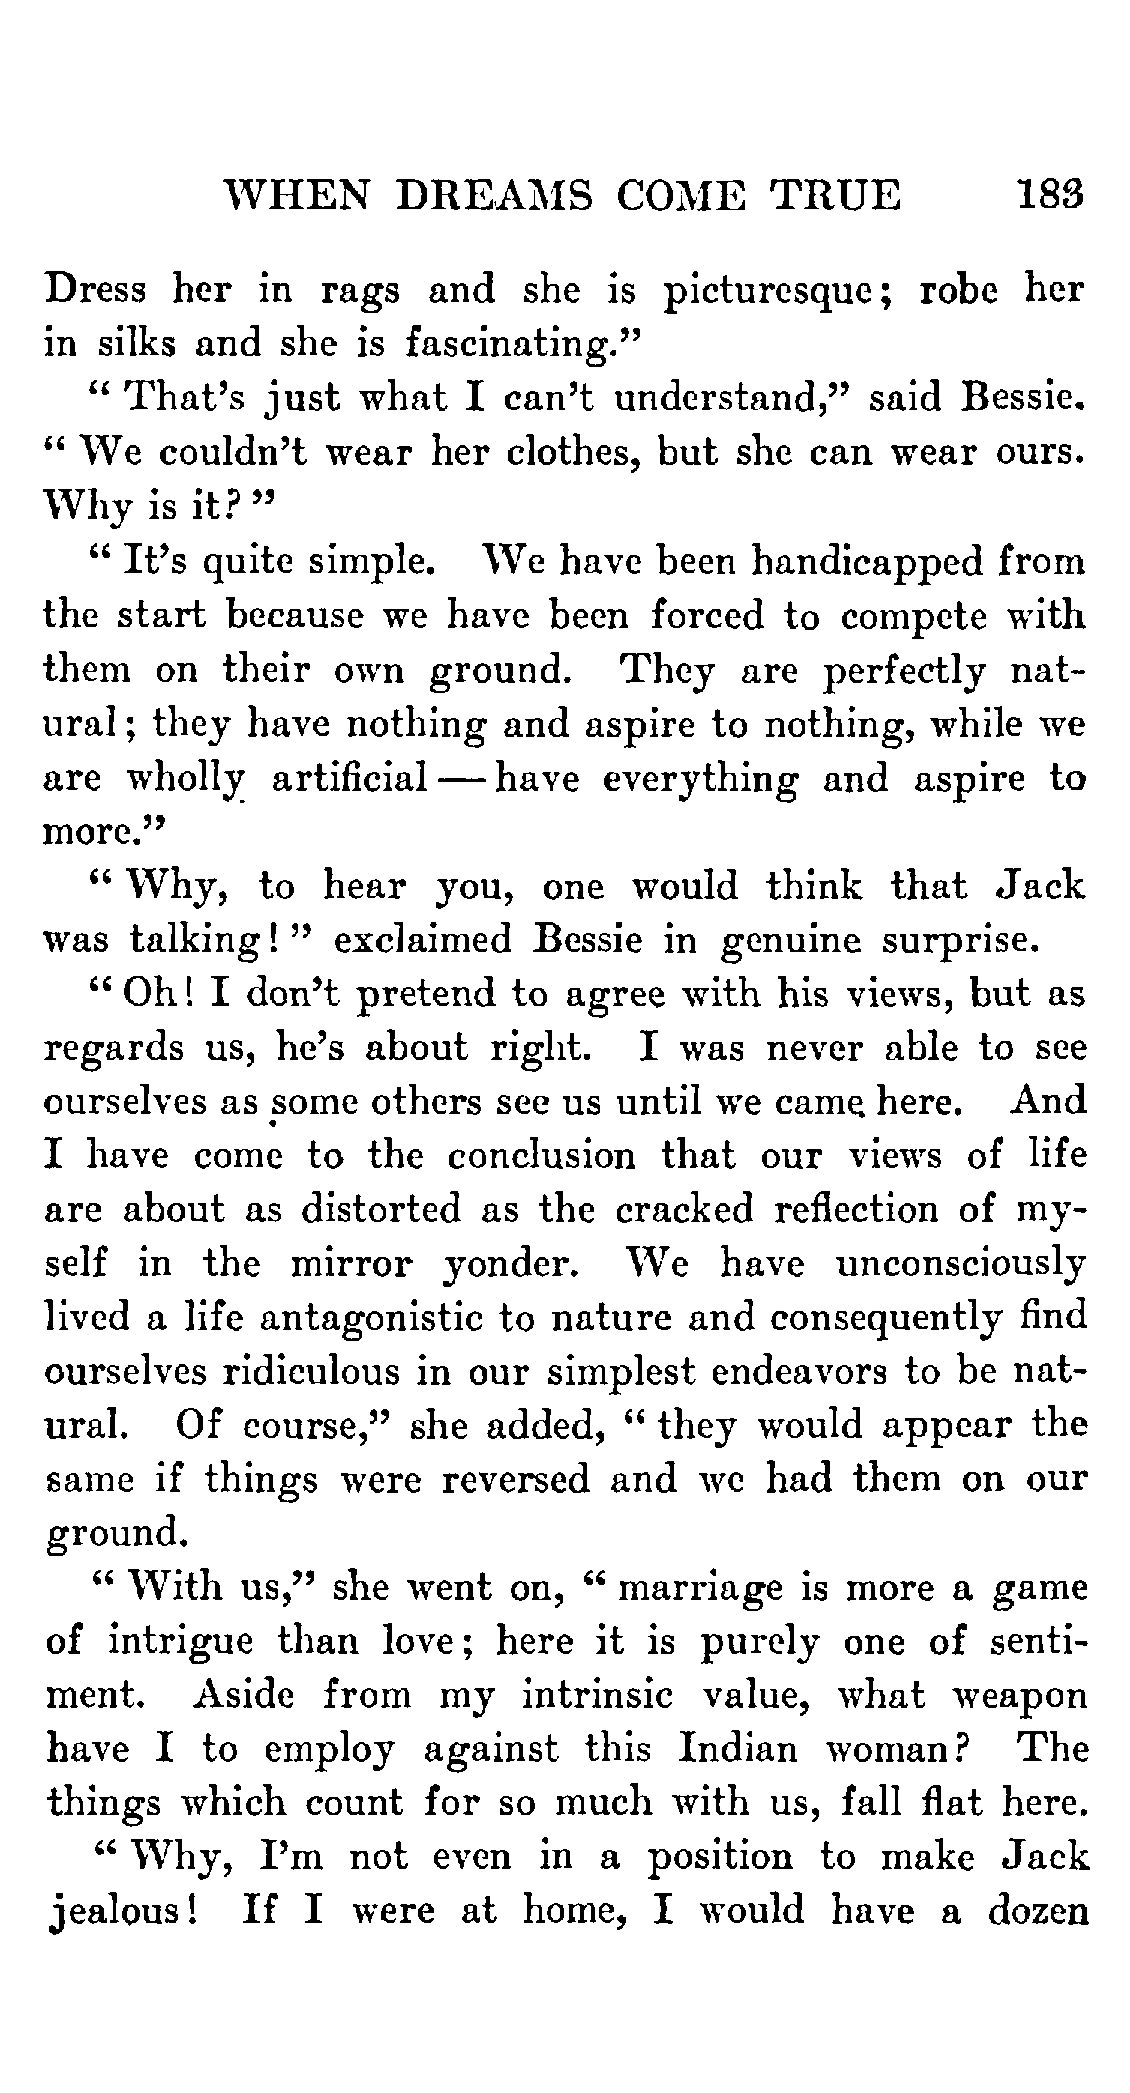 WHEN DREAMS COME TRUE 183
Dress her in rags and she is picturesque; robe her
in silks and she is fascinating.”
“ That’s just what I can’t understand,” said Bessie.
“ We couldn’t wear her clothes, but she can wear ours.
Why is it? ”
“ It’s quite simple. We have been handicapped from
the start because we have been forced to compete with
them on their own ground. They are perfectly nat-
ural; they have nothing and aspire to nothing, while we
are wholly artificial — have everything and aspire to
more.”
“ Why, to hear you, one would think that Jack
was talking! ” exclaimed Bessie in genuine surprise.
“ Oh! I don’t pretend to agree with his views, but as
regards us, he’s about right. I was never able to see
ourselves as some others see us until we came here. And
I have come to the conclusion that our views of life
are about as distorted as the cracked reflection of my-
self in the mirror yonder. We have unconsciously
lived a life antagonistic to nature and consequently find
ourselves ridiculous in our simplest endeavors to be nat-
ural. Of course,” she added, “ they would appear the
same if things were reversed and we had them on our
ground.
“ With us,” she went on, “ marriage is more a game
of intrigue than love; here it is purely one of senti-
ment. Aside from my intrinsic value, what weapon
have I to employ against this Indian woman? The
things which count for so much with us, fall flat here.
“ Why, I’m not even in a position to make Jack
jealous! If I were at home, I would have a dozen